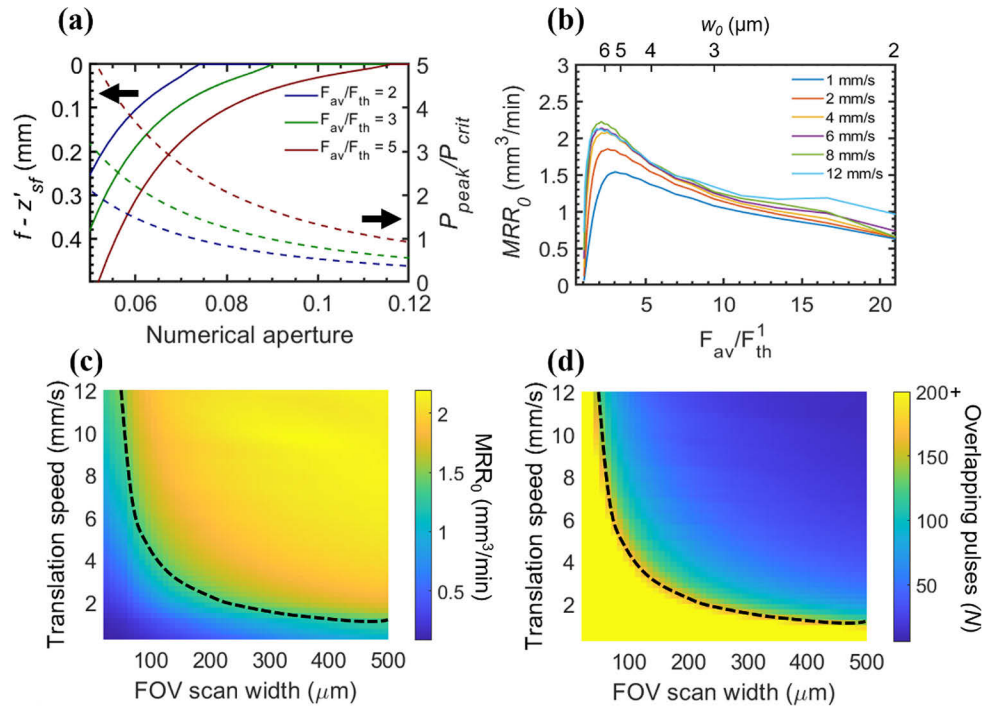 (a)
0
0.1
0.2
0.3
0.4
f - z'sf (mm)
0.06
0.08
0.1
0.12
Numerical aperture
5
4
3
2
1
0
Ppeak/Pcrit
Fav/Fth = 2
Fav/Fth = 3
Fav/Fth = 5
(b)
w0 (μm)
6
5
4
3
2
3
2.5
2
1.5
1
0.5
0
MRR0 (mm³/min)
1 mm/s
2 mm/s
4 mm/s
6 mm/s
8 mm/s
12 mm/s
5
10
15
20
Fav/F¹th
(c)
12
10
8
6
4
2
Translation speed (mm/s)
100
200
300
400
500
FOV scan width (μm)
2
1.5
1
0.5
MRR0 (mm³/min)
(d)
12
10
8
6
4
2
Translation speed (mm/s)
100
200
300
400
500
FOV scan width (μm)
200+
150
100
50
Overlapping pulses (N)